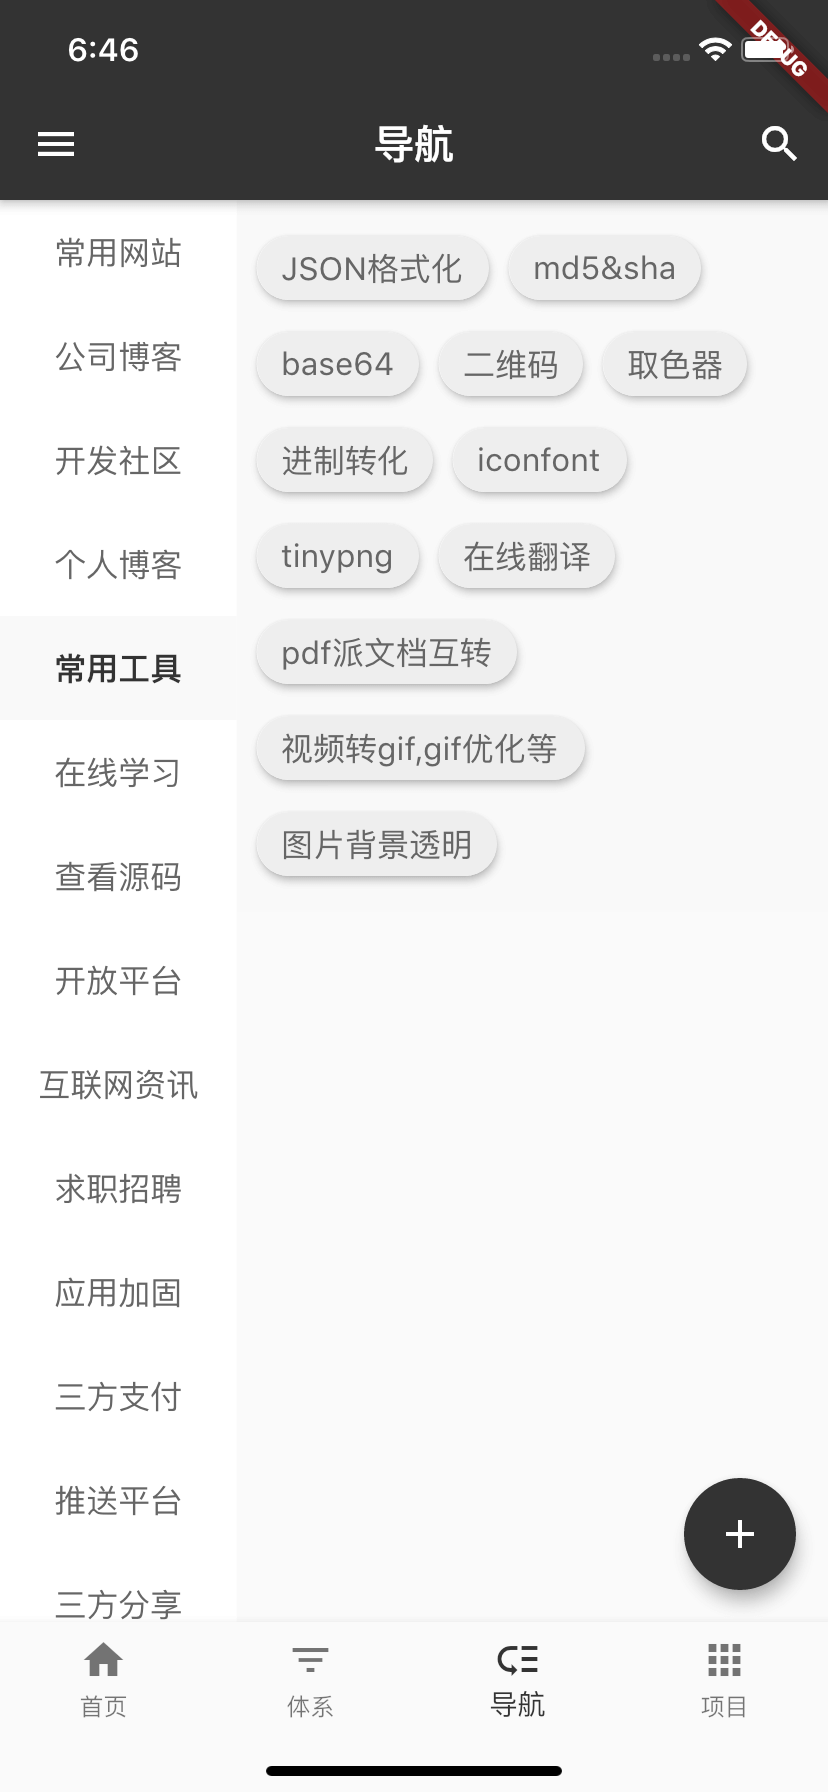 6:46
DEBUG
导航
常用网站
公司博客
开发社区
个人博客
常用工具
在线学习
查看源码
开放平台
互联网资讯
求职招聘
应用加固
三方支付
推送平台
三方分享
JSON格式化
md5&sha
base64
二维码
取色器
进制转化
iconfont
tinypng
在线翻译
pdf派文档互转
视频转gif,gif优化等
图片背景透明
首页
体系
导航
项目